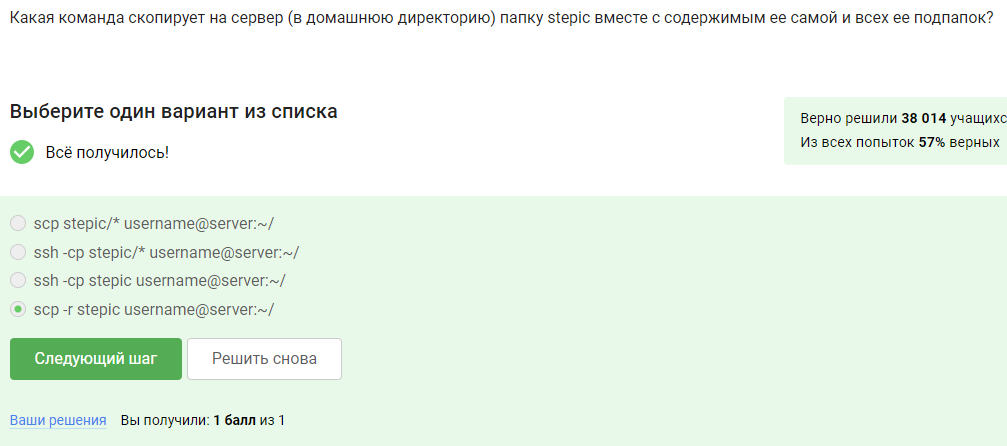 Какая команда скопирует на сервер (в домашнюю директорию) папку stepic вместе с содержимым ее самой и всех ее подпапок?
Выберите один вариант из списка
Всё получилось!
Верно решили 38 014 учащихс
Из всех попыток 57% верных
scp stepic/* username@server:~/
ssh -cp stepic/* username@server:~/
ssh -cp stepic username@server:~/
scp -r stepic username@server:~/
Следующий шаг
Решить снова
Ваши решения Вы получили: 1 балл из 1